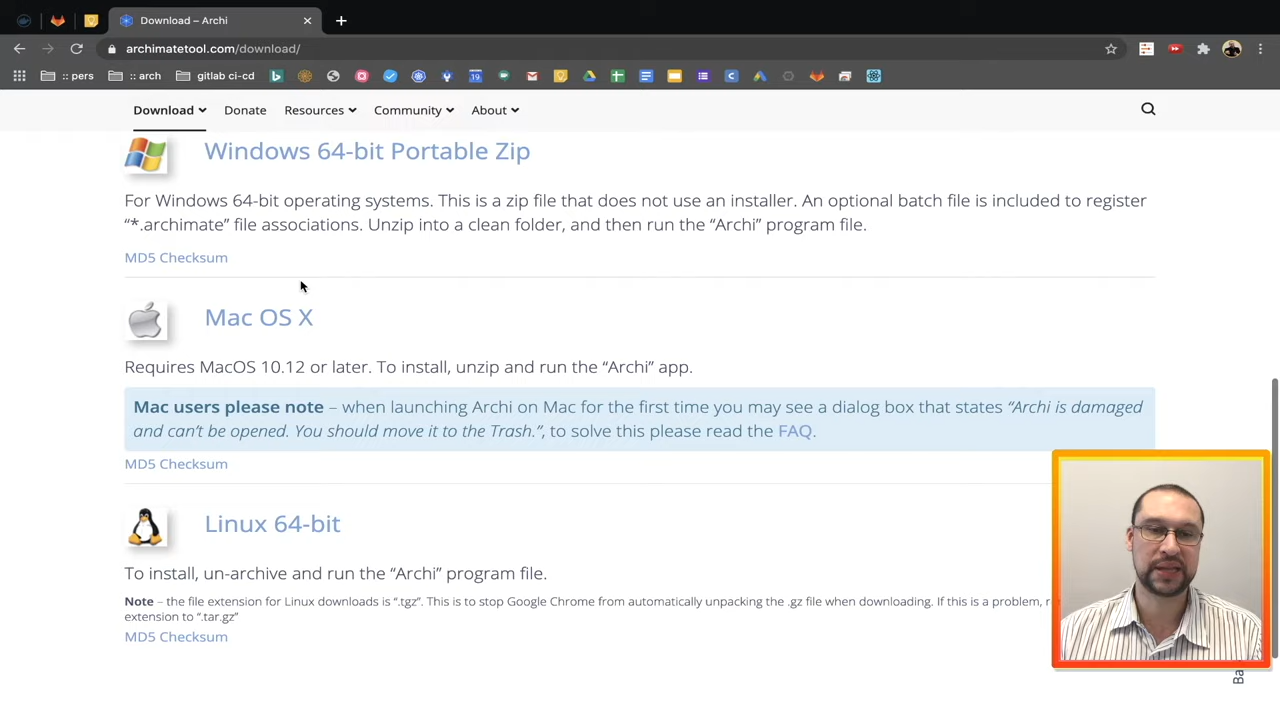 Download – Archi
archimatetool.com/download/
:: pers
:: arch
gitlab ci-cd
19
Download
Donate
Resources
Community
About
Windows 64-bit Portable Zip
For Windows 64-bit operating systems. This is a zip file that does not use an installer. An optional batch file is included to register
“*.archimate” file associations. Unzip into a clean folder, and then run the “Archi” program file.
MD5 Checksum
Mac OS X
Requires MacOS 10.12 or later. To install, unzip and run the “Archi” app.
Mac users please note – when launching Archi on Mac for the first time you may see a dialog box that states “Archi is damaged
and can’t be opened. You should move it to the Trash.”, to solve this please read the FAQ.
MD5 Checksum
Linux 64-bit
To install, un-archive and run the “Archi” program file.
Note – the file extension for Linux downloads is “.tgz”. This is to stop Google Chrome from automatically unpacking the .gz file when downloading. If this is a problem,
extension to “.tar.gz”
MD5 Checksum